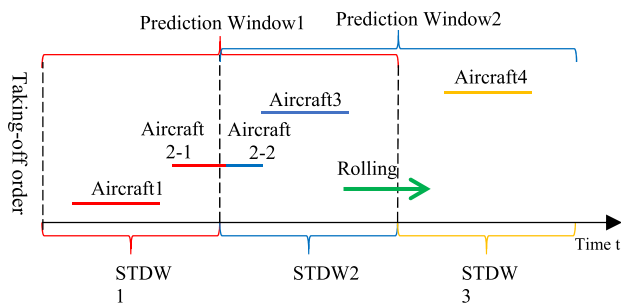 Prediction Window1
Prediction Window2
Taking-off order
Aircraft4
Aircraft3
Aircraft
2-1
Aircraft
2-2
Rolling
Aircraft1
Time t
STDW
1
STDW2
STDW
3